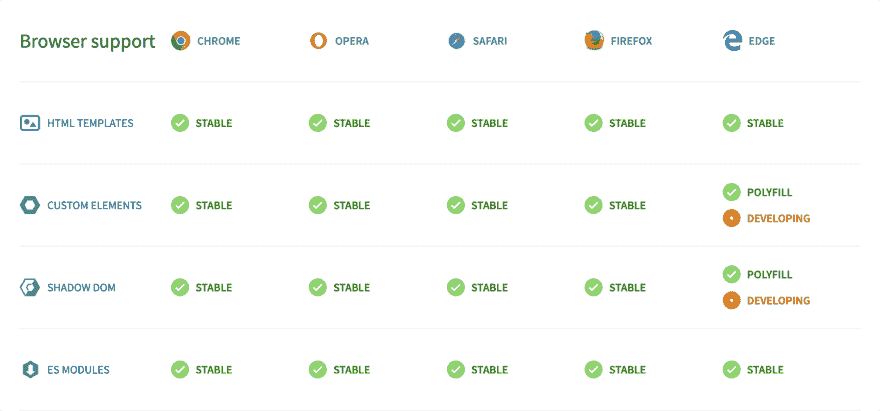 Browser support CHROME OPERA SAFARI FIREFOX EDGE
HTML TEMPLATES STABLE STABLE STABLE STABLE STABLE
CUSTOM ELEMENTS STABLE STABLE STABLE STABLE POLYFILL
DEVELOPING
SHADOW DOM STABLE STABLE STABLE STABLE POLYFILL
DEVELOPING
ES MODULES STABLE STABLE STABLE STABLE STABLE